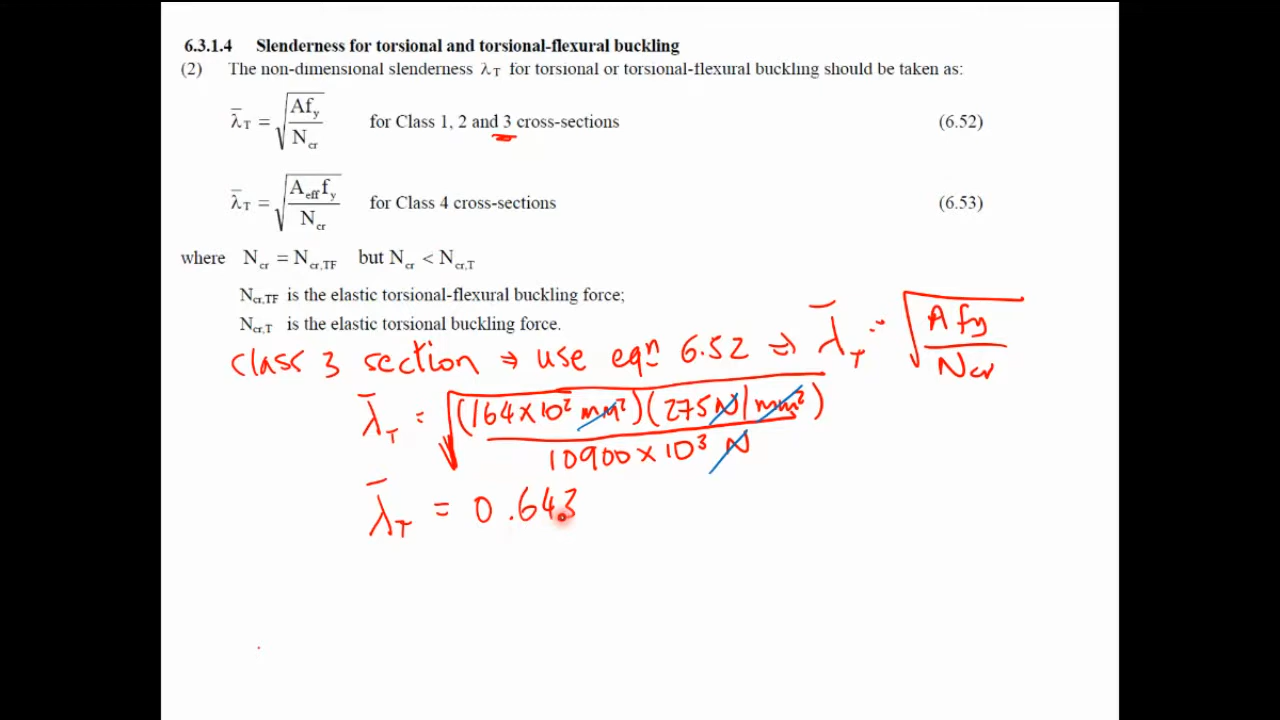 6.3.1.4 Slenderness for torsional and torsional-flexural buckling
(2) The non-dimensional slenderness λ_T for torsional or torsional-flexural buckling should be taken as:
λ̄_T = √(Af_y / N_cr) for Class 1, 2 and 3 cross-sections (6.52)
λ̄_T = √(A_eff f_y / N_cr) for Class 4 cross-sections (6.53)
where N_cr = N_cr,TF but N_cr < N_cr,T
N_cr,TF is the elastic torsional-flexural buckling force;
N_cr,T is the elastic torsional buckling force.
class 3 section ⇒ use eqn 6.52 ⇒ λ̄_T = √(A fy / Ncr)
λ̄_T = √((164 × 10² mm²)(275 N/mm²) / 10900 × 10³ N)
λ̄_T = 0.643